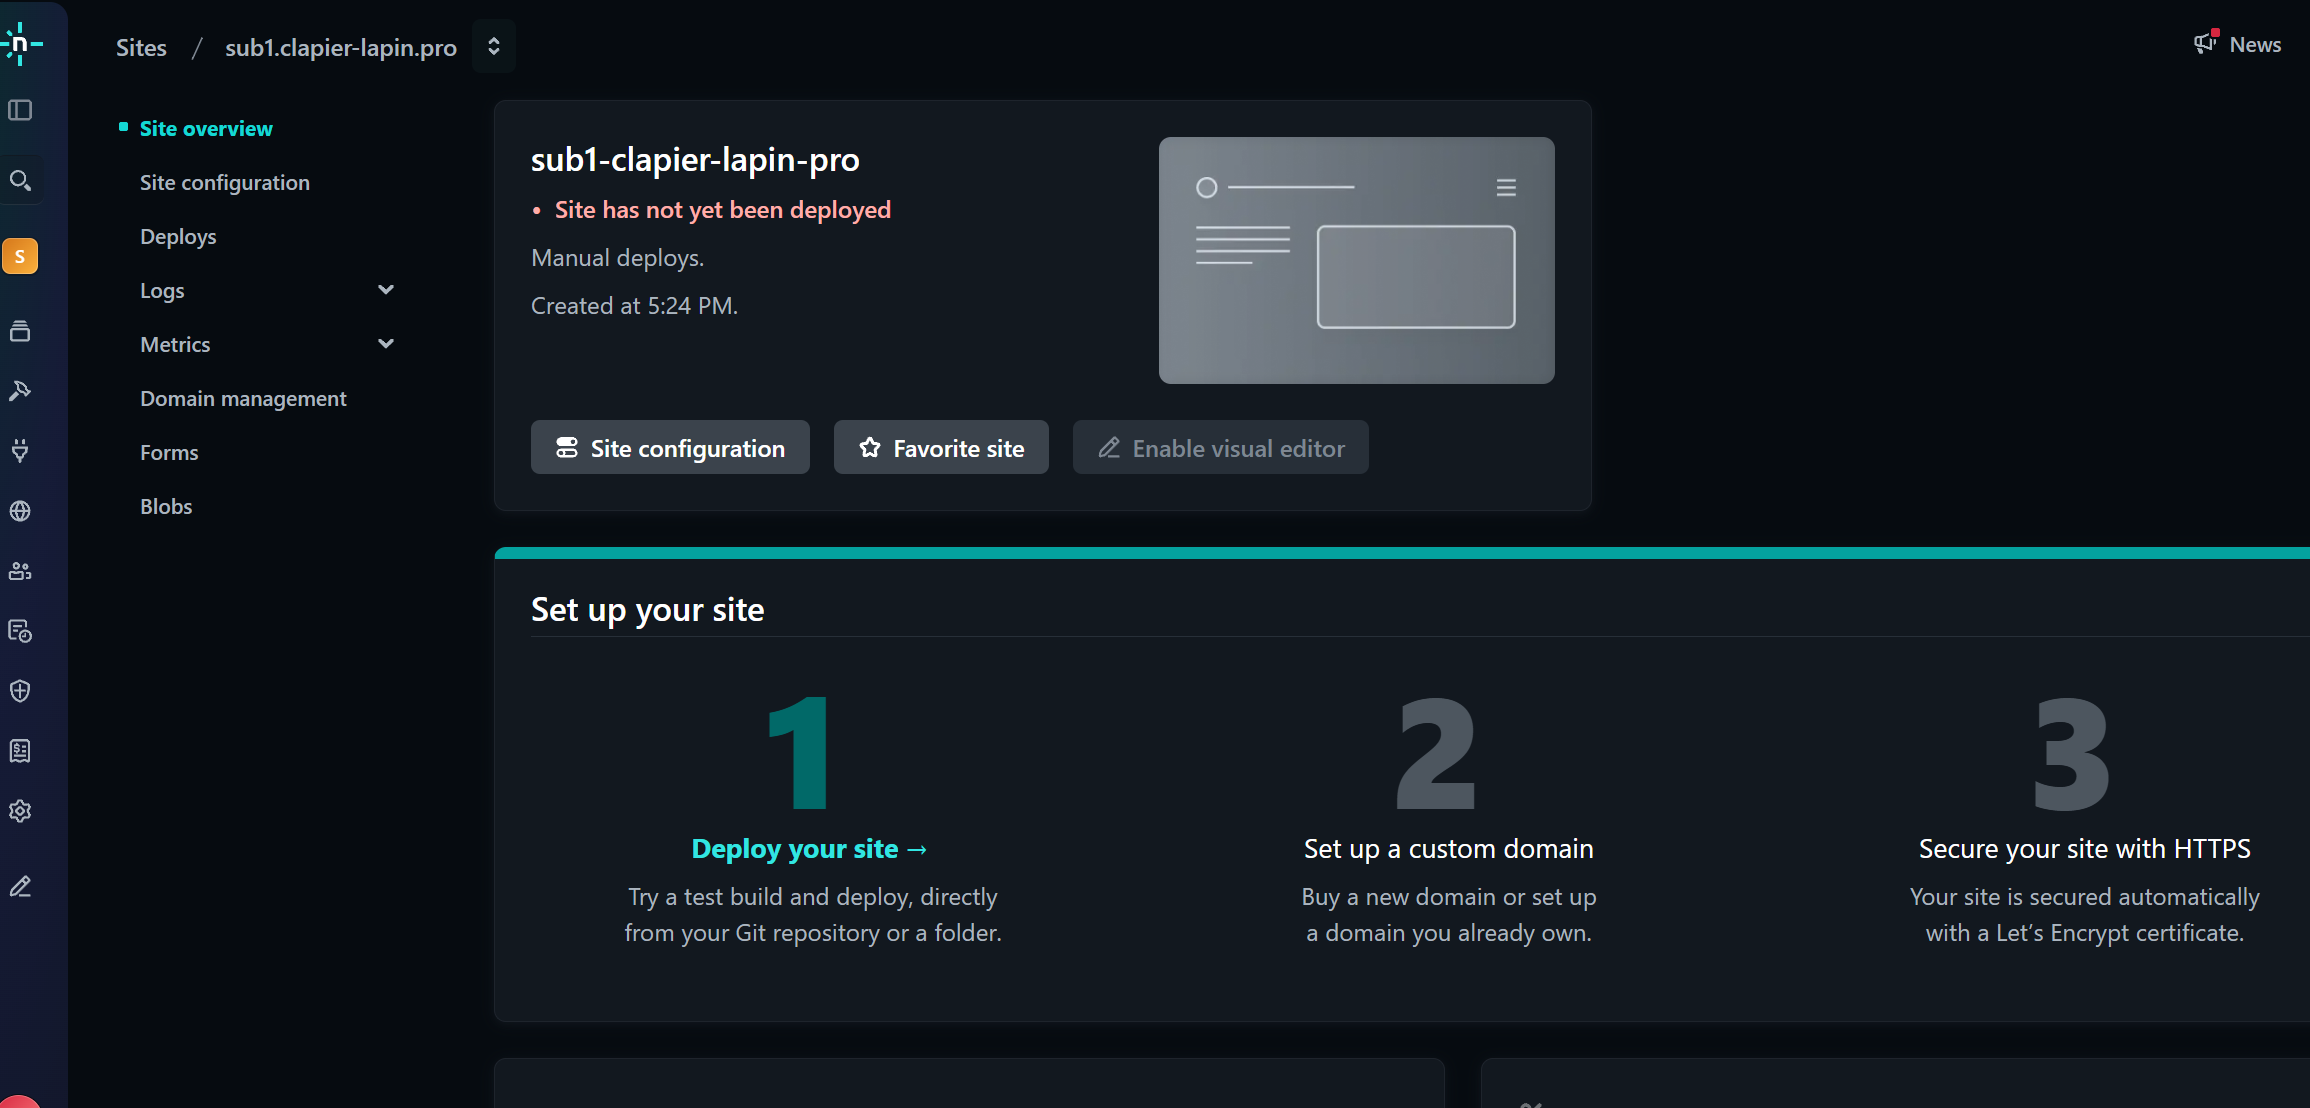 Sites / sub1.clapier-lapin.pro
News
n
S
Site overview
Site configuration
Deploys
Logs
Metrics
Domain management
Forms
Blobs
sub1-clapier-lapin-pro
• Site has not yet been deployed
Manual deploys.
Created at 5:24 PM.
Site configuration
Favorite site
Enable visual editor
Set up your site
1
Deploy your site →
Try a test build and deploy, directly
from your Git repository or a folder.
2
Set up a custom domain
Buy a new domain or set up
a domain you already own.
3
Secure your site with HTTPS
Your site is secured automatically
with a Let’s Encrypt certificate.